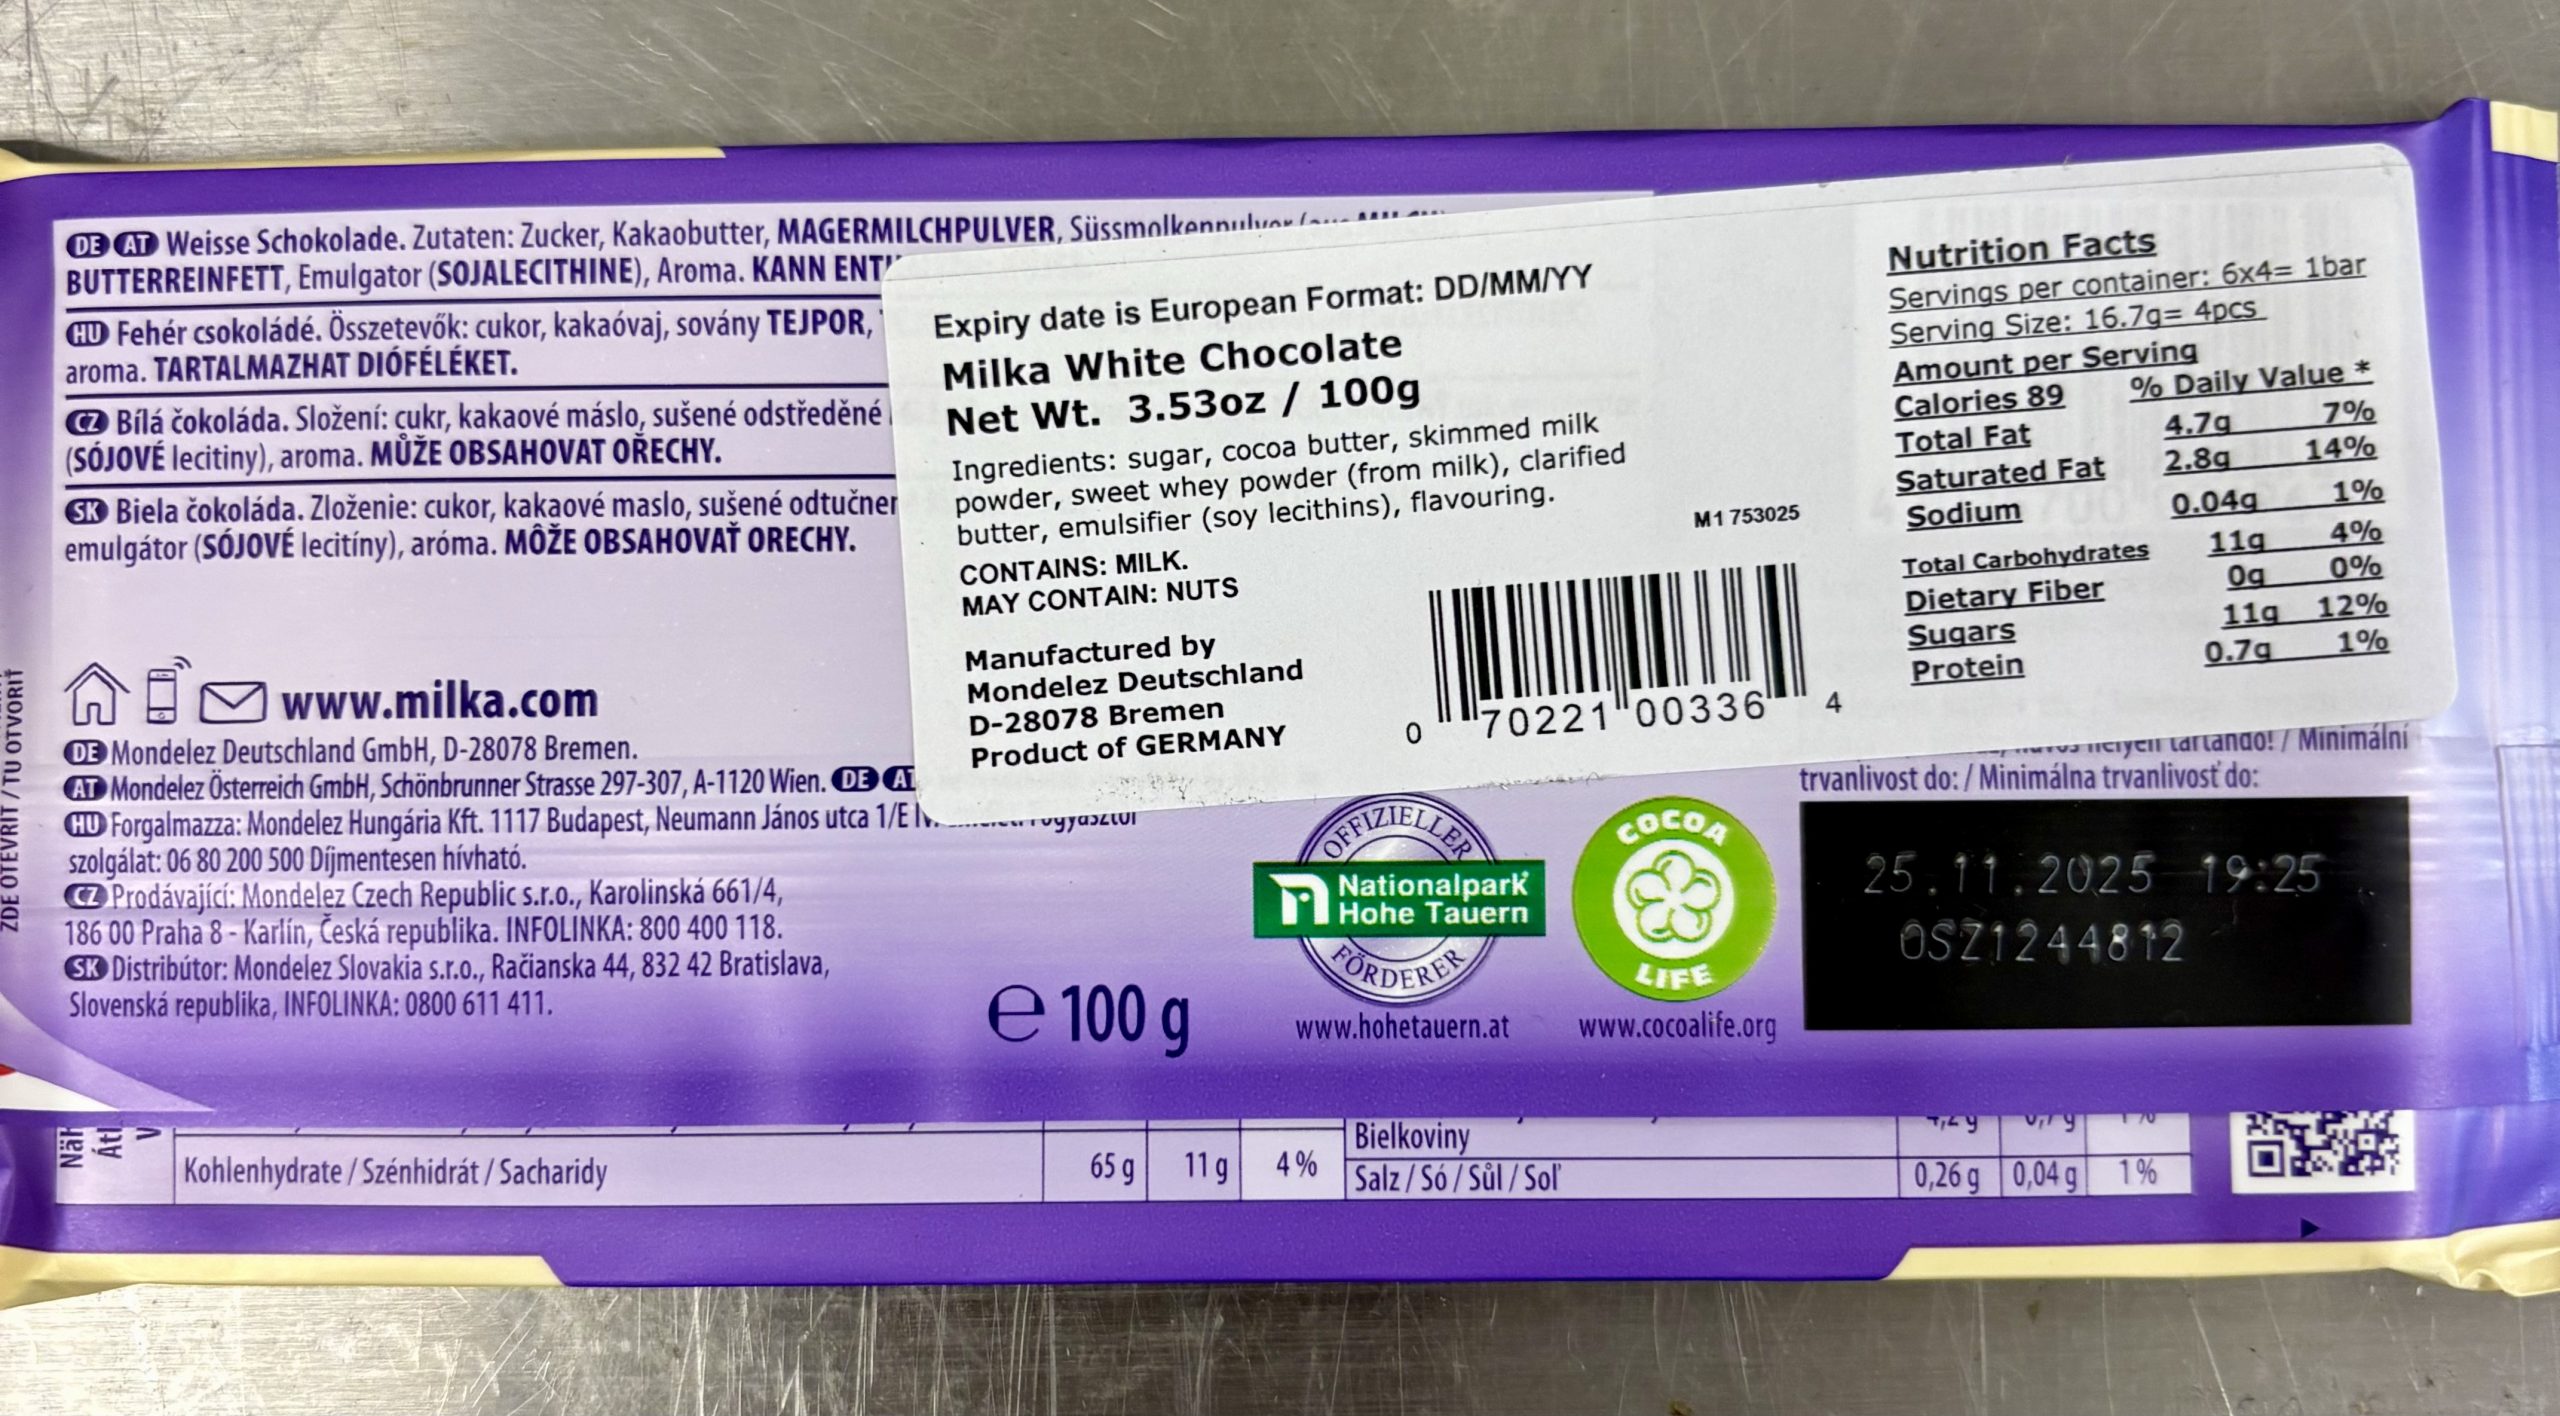 DE AT Weisse Schokolade. Zutaten: Zucker, Kakaobutter, MAGERMILCHPULVER, Süssmolkenpulver
BUTTERREINFETT, Emulgator (SOJALECITHINE), Aroma. KANN
HU Fehér csokoládé. Összetevők: cukor, kakaóvaj, sovány TEJPOR,
aroma. TARTALMAZHAT DIÓFÉLÉKET.
CZ Bílá čokoláda. Složení: cukr, kakaové máslo, sušené odstředěné
(SÓJOVÉ lecitiny), aroma. MŮŽE OBSAHOVAT OŘECHY.
SK Biela čokoláda. Zloženie: cukor, kakaové maslo, sušené
emulgátor (SÓJOVÉ lecitíny), aróma. MÔŽE OBSAHOVAŤ ORECHY.
www.milka.com
DE Mondelez Deutschland GmbH, D-28078 Bremen.
AT Mondelez Österreich GmbH, Schönbrunner Strasse 297-307, A-1120 Wien. DE AT
HU Forgalmazza: Mondelez Hungária Kft. 1117 Budapest, Neumann János utca 1/E
szolgálat: 06 80 200 500 Díjmentesen hívható.
CZ Prodávající: Mondelez Czech Republic s.r.o., Karolinská 661/4,
186 00 Praha 8 - Karlín, Česká republika. INFOLINKA: 800 400 118.
SK Distribútor: Mondelez Slovakia s.r.o., Račianska 44, 832 42 Bratislava,
Slovenská republika, INFOLINKA: 0800 611 411.
ZDE OTEVRIT / TU OTVORIŤ
Expiry date is European Format: DD/MM/YY
Milka White Chocolate
Net Wt. 3.53oz / 100g
Ingredients: sugar, cocoa butter, skimmed milk
powder, sweet whey powder (from milk), clarified
butter, emulsifier (soy lecithins), flavouring.
CONTAINS: MILK.
MAY CONTAIN: NUTS
Manufactured by
Mondelez Deutschland
D-28078 Bremen
Product of GERMANY
M1 753025
0 70221 00336 4
Nutrition Facts
Servings per container: 6x4= 1bar
Serving Size: 16.7g= 4pcs
Amount per Serving
Calories 89 % Daily Value *
Total Fat 4.7g 7%
Saturated Fat 2.8g 14%
Sodium 0.04g 1%
Total Carbohydrates 11g 4%
Dietary Fiber 0g 0%
Sugars 11g 12%
Protein 0.7g 1%
tartandó! / Minimální
trvanlivost do: / Minimálna trvanlivosť do:
25.11.2025 19:25
OSZ1244812
e 100 g
OFFIZIELLER
Nationalpark
Hohe Tauern
FÖRDERER
www.hohetauern.at
COCOA
LIFE
www.cocoalife.org
Kohlenhydrate / Szénhidrát / Sacharidy 65 g 11 g 4 %
Bielkoviny
Salz / Só / Sůl / Soľ 0,26 g 0,04 g 1 %